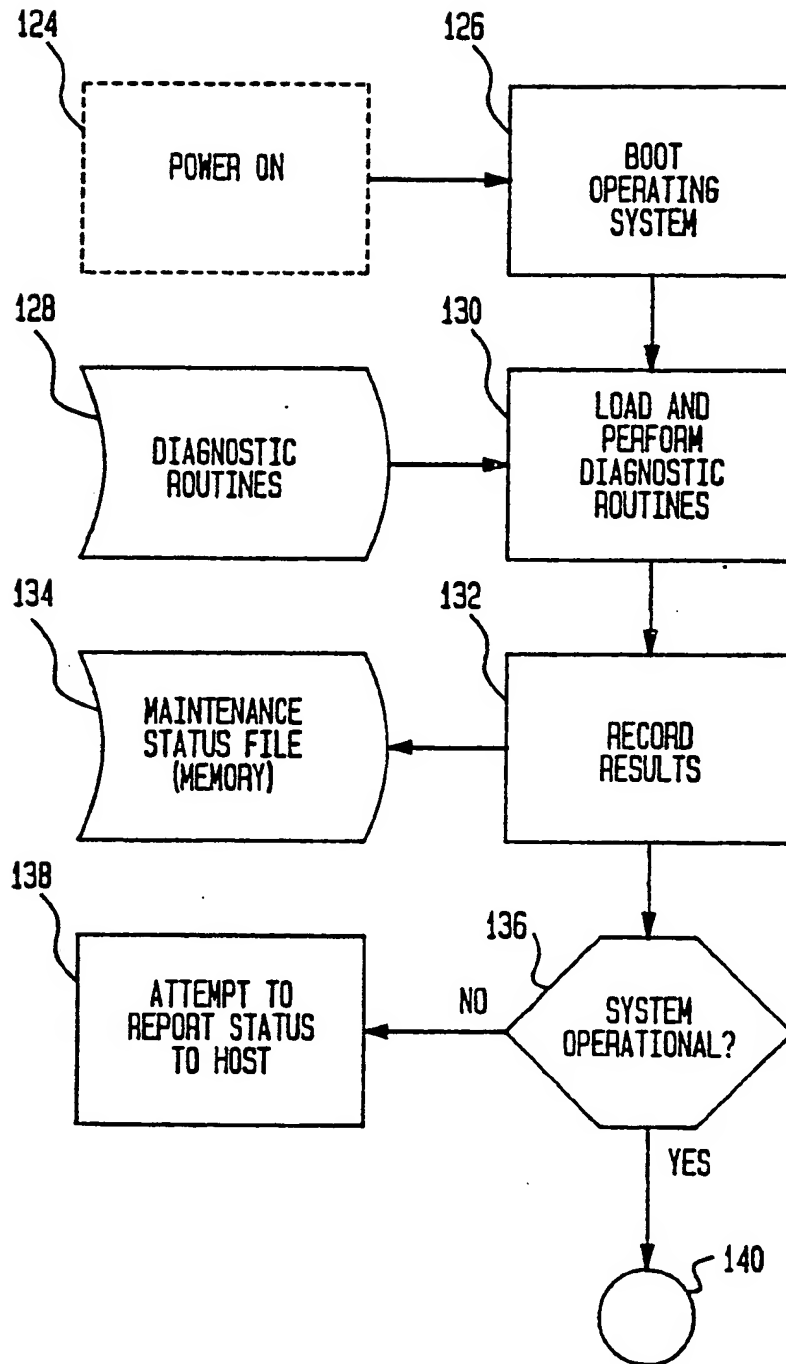 124
POWER ON
126
BOOT
OPERATING
SYSTEM
128
DIAGNOSTIC
ROUTINES
130
LOAD AND
PERFORM
DIAGNOSTIC
ROUTINES
134
MAINTENANCE
STATUS FILE
(MEMORY)
132
RECORD
RESULTS
138
ATTEMPT TO
REPORT STATUS
TO HOST
NO
136
SYSTEM
OPERATIONAL?
YES
140